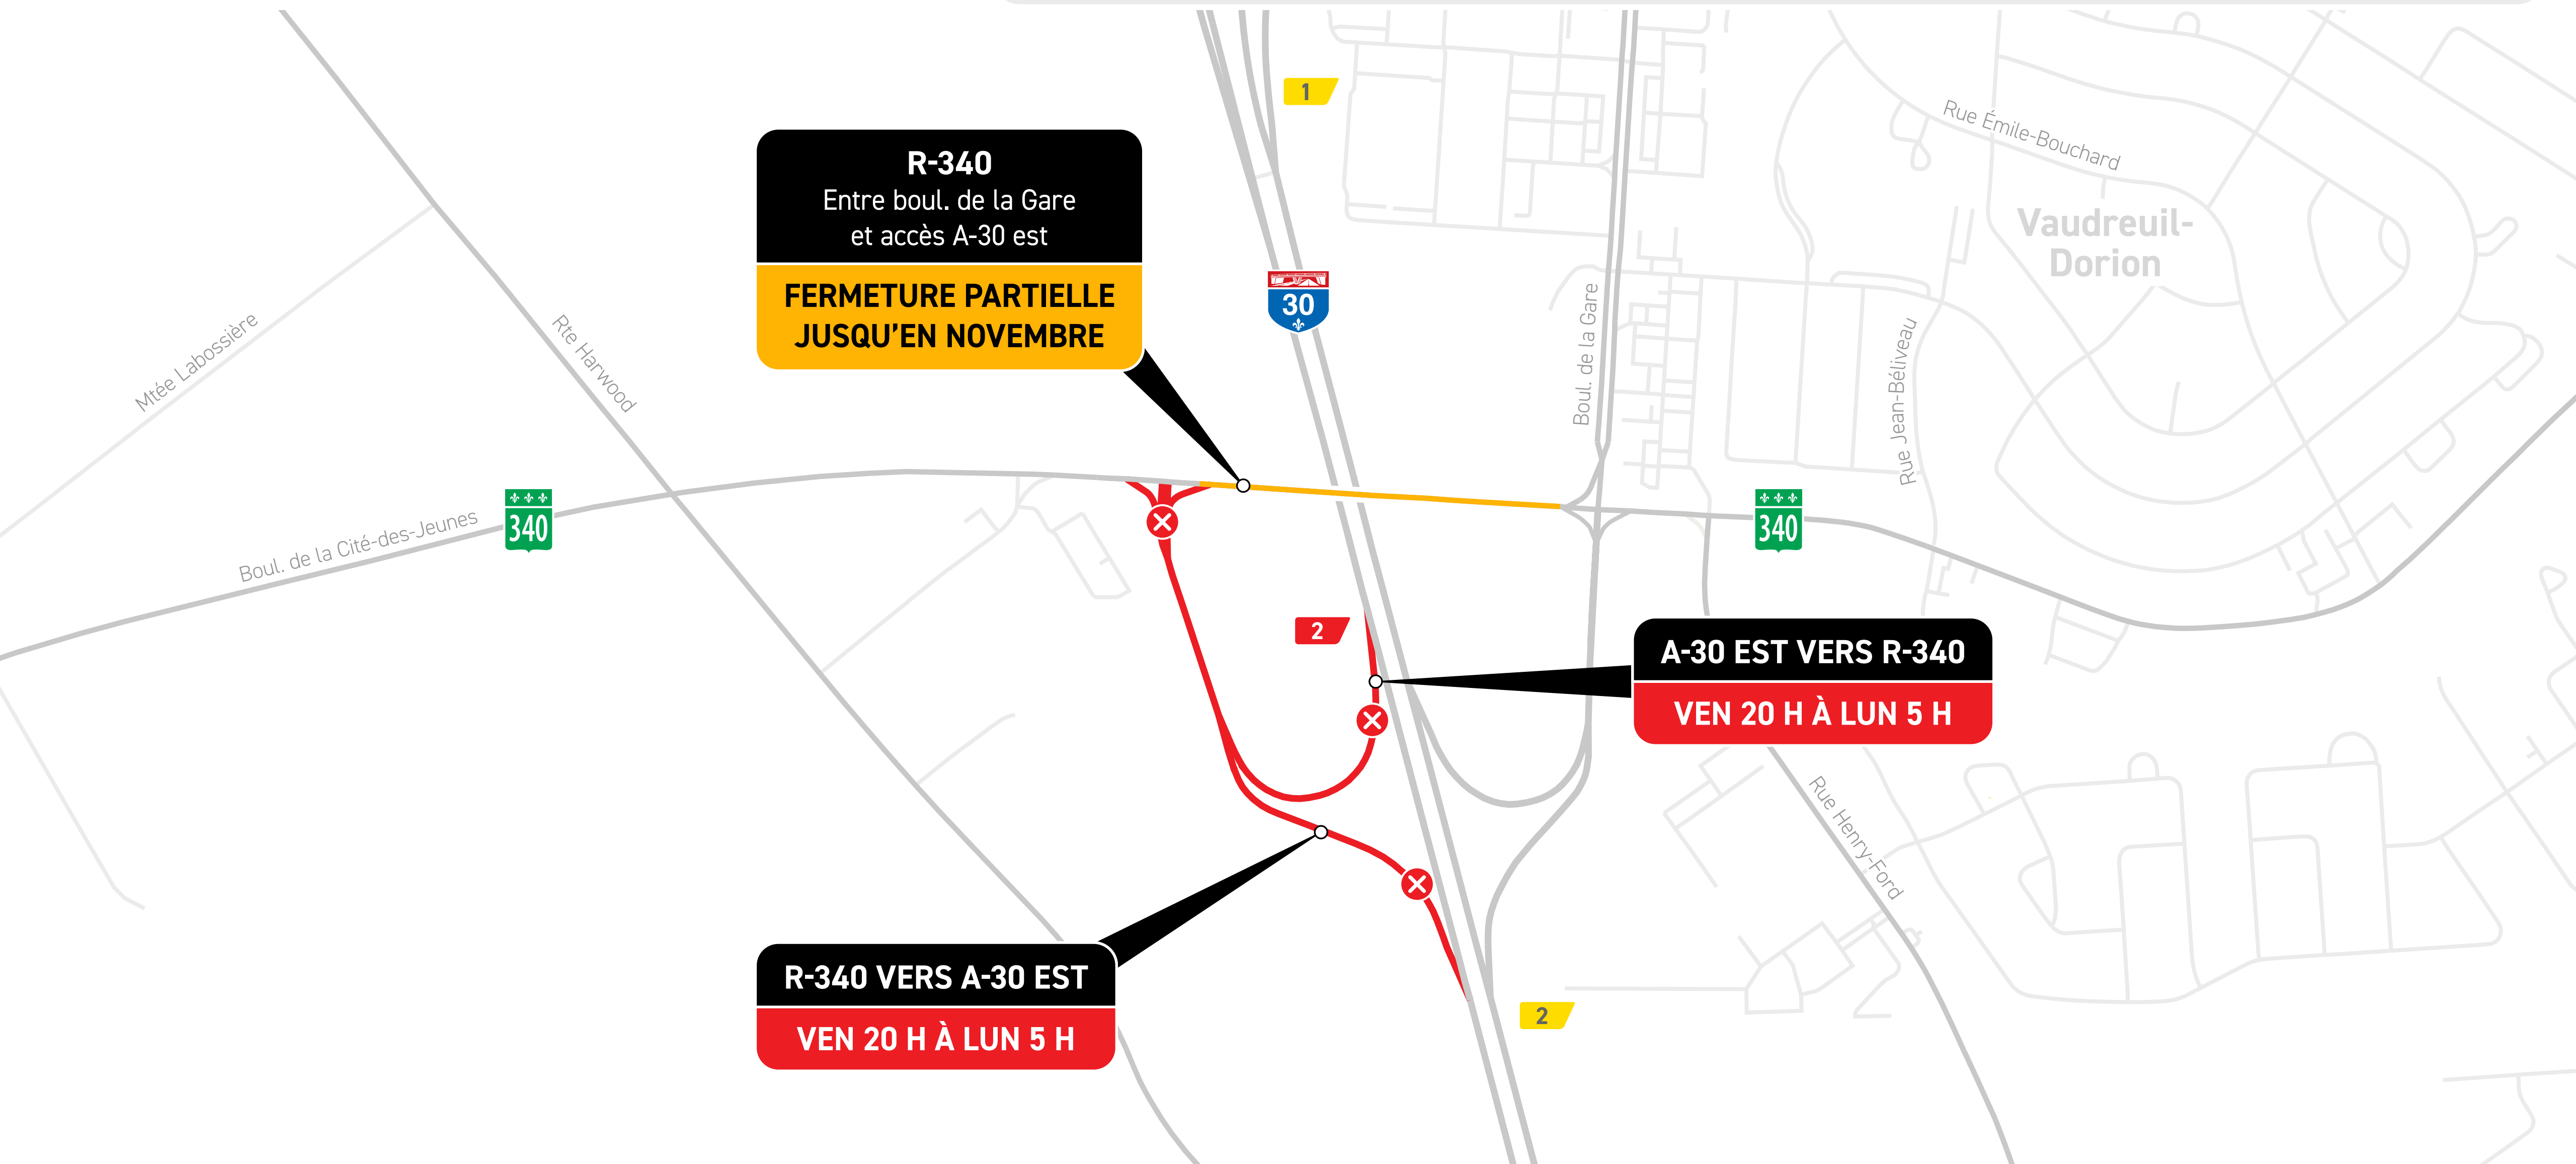 1
Rue Émile-Bouchard
R-340
Entre boul. de la Gare
et accès A-30 est
FERMETURE PARTIELLE
JUSQU'EN NOVEMBRE
Vaudreuil-
Dorion
30
Boul. de la Gare
Rue Jean-Béliveau
Mtée Labossière
Rte Harwood
340
Boul. de la Cité-des-Jeunes
340
2
A-30 EST VERS R-340
VEN 20 H À LUN 5 H
Rue Henry-Ford
R-340 VERS A-30 EST
VEN 20 H À LUN 5 H
2